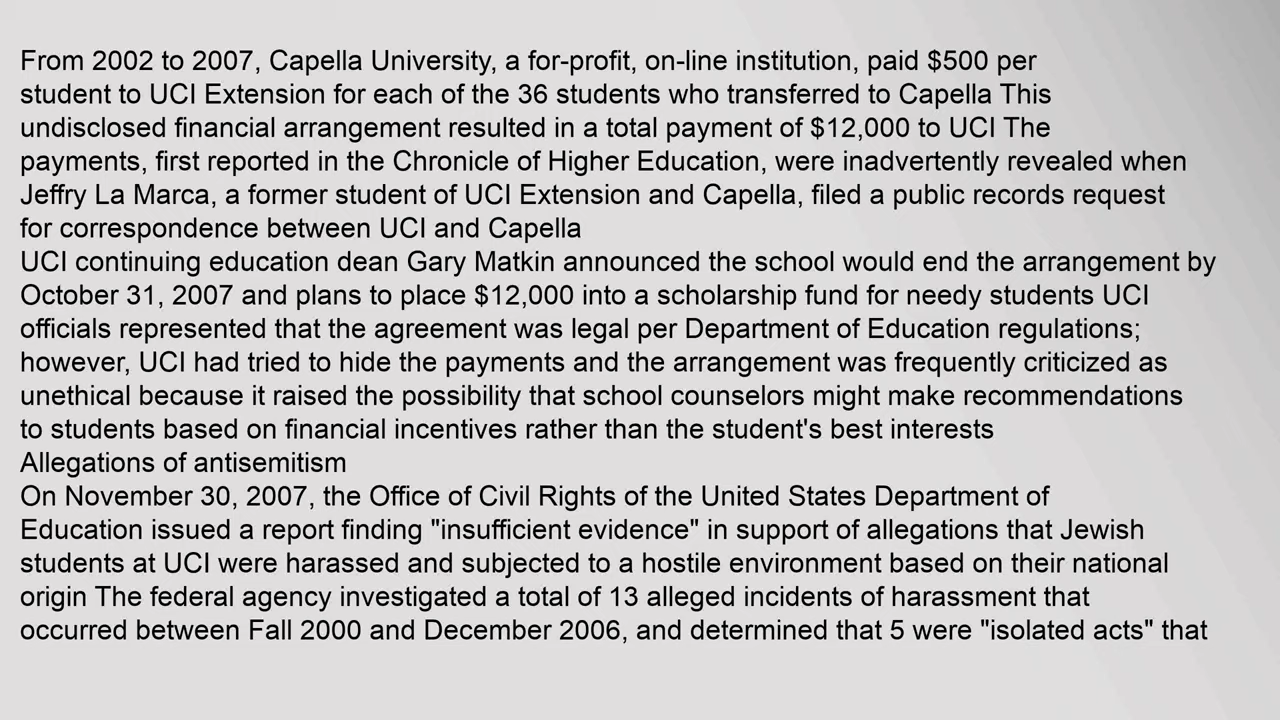 From 2002 to 2007, Capella University, a for-profit, on-line institution, paid $500 per
student to UCI Extension for each of the 36 students who transferred to Capella This
undisclosed financial arrangement resulted in a total payment of $12,000 to UCI The
payments, first reported in the Chronicle of Higher Education, were inadvertently revealed when
Jeffry La Marca, a former student of UCI Extension and Capella, filed a public records request
for correspondence between UCI and Capella
UCI continuing education dean Gary Matkin announced the school would end the arrangement by
October 31, 2007 and plans to place $12,000 into a scholarship fund for needy students UCI
officials represented that the agreement was legal per Department of Education regulations;
however, UCI had tried to hide the payments and the arrangement was frequently criticized as
unethical because it raised the possibility that school counselors might make recommendations
to students based on financial incentives rather than the student's best interests
Allegations of antisemitism
On November 30, 2007, the Office of Civil Rights of the United States Department of
Education issued a report finding "insufficient evidence" in support of allegations that Jewish
students at UCI were harassed and subjected to a hostile environment based on their national
origin The federal agency investigated a total of 13 alleged incidents of harassment that
occurred between Fall 2000 and December 2006, and determined that 5 were "isolated acts" that